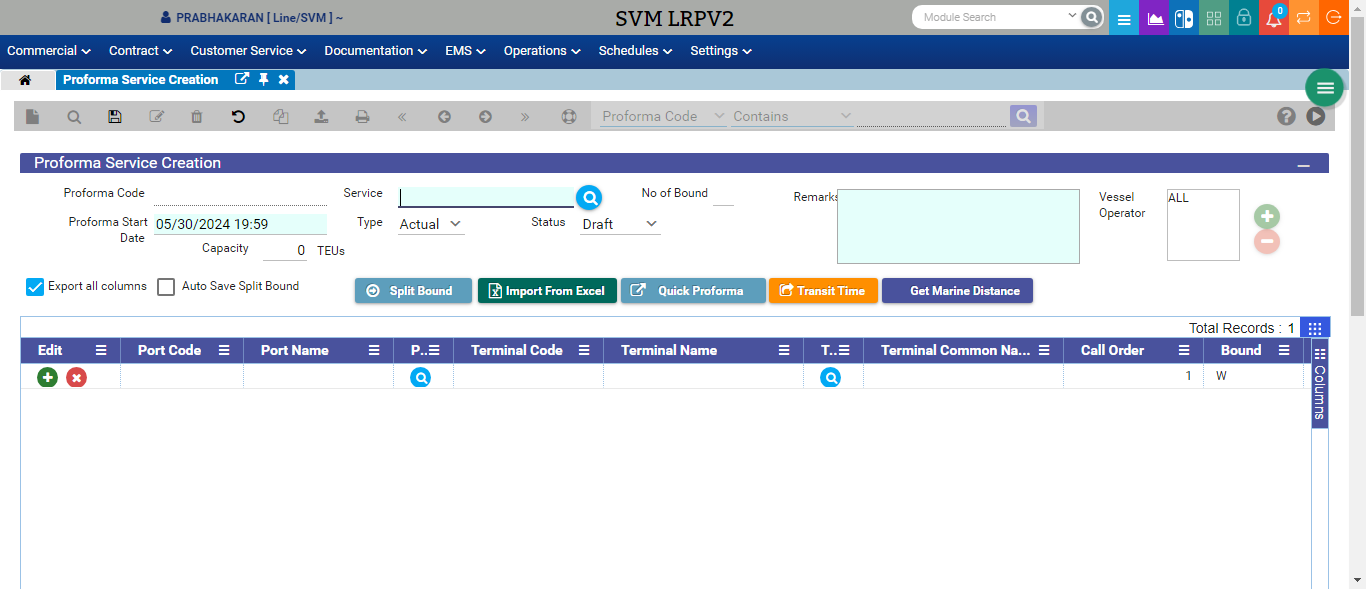 PRABHAKARAN [ Line/SVM ] ~
SVM LRPV2
Module Search
0
Commercial
Contract
Customer Service
Documentation
EMS
Operations
Schedules
Settings
Proforma Service Creation
Proforma Code
Contains
Proforma Service Creation
Proforma Code
Service
No of Bound
Remarks
Vessel Operator
ALL
Proforma Start Date
05/30/2024 19:59
Type
Actual
Status
Draft
Capacity
0
TEUs
Export all columns
Auto Save Split Bound
Split Bound
Import From Excel
Quick Proforma
Transit Time
Get Marine Distance
Total Records : 1
Edit
Port Code
Port Name
P..
Terminal Code
Terminal Name
T..
Terminal Common Na...
Call Order
Bound
1
W
Columns